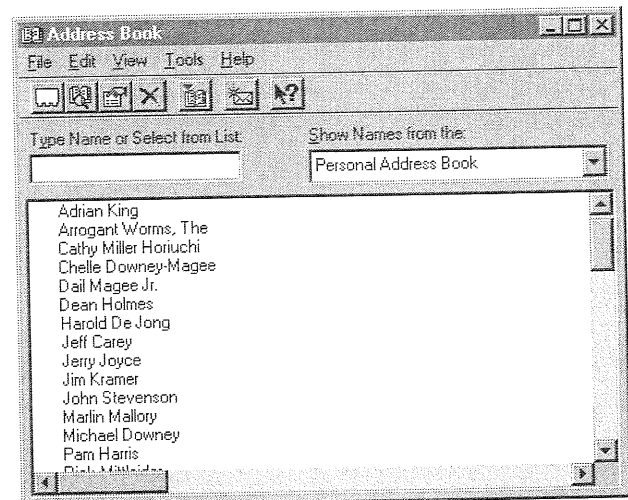 Address Book
File Edit View Tools Help
Type Name or Select from List:
Show Names from the:
Personal Address Book
Adrian King
Arrogant Worms, The
Cathy Miller Horiuchi
Chelle Downey-Magee
Dail Magee Jr.
Dean Holmes
Harold De Jong
Jeff Carey
Jerry Joyce
Jim Kramer
John Stevenson
Marlin Mallory
Michael Downey
Pam Harris